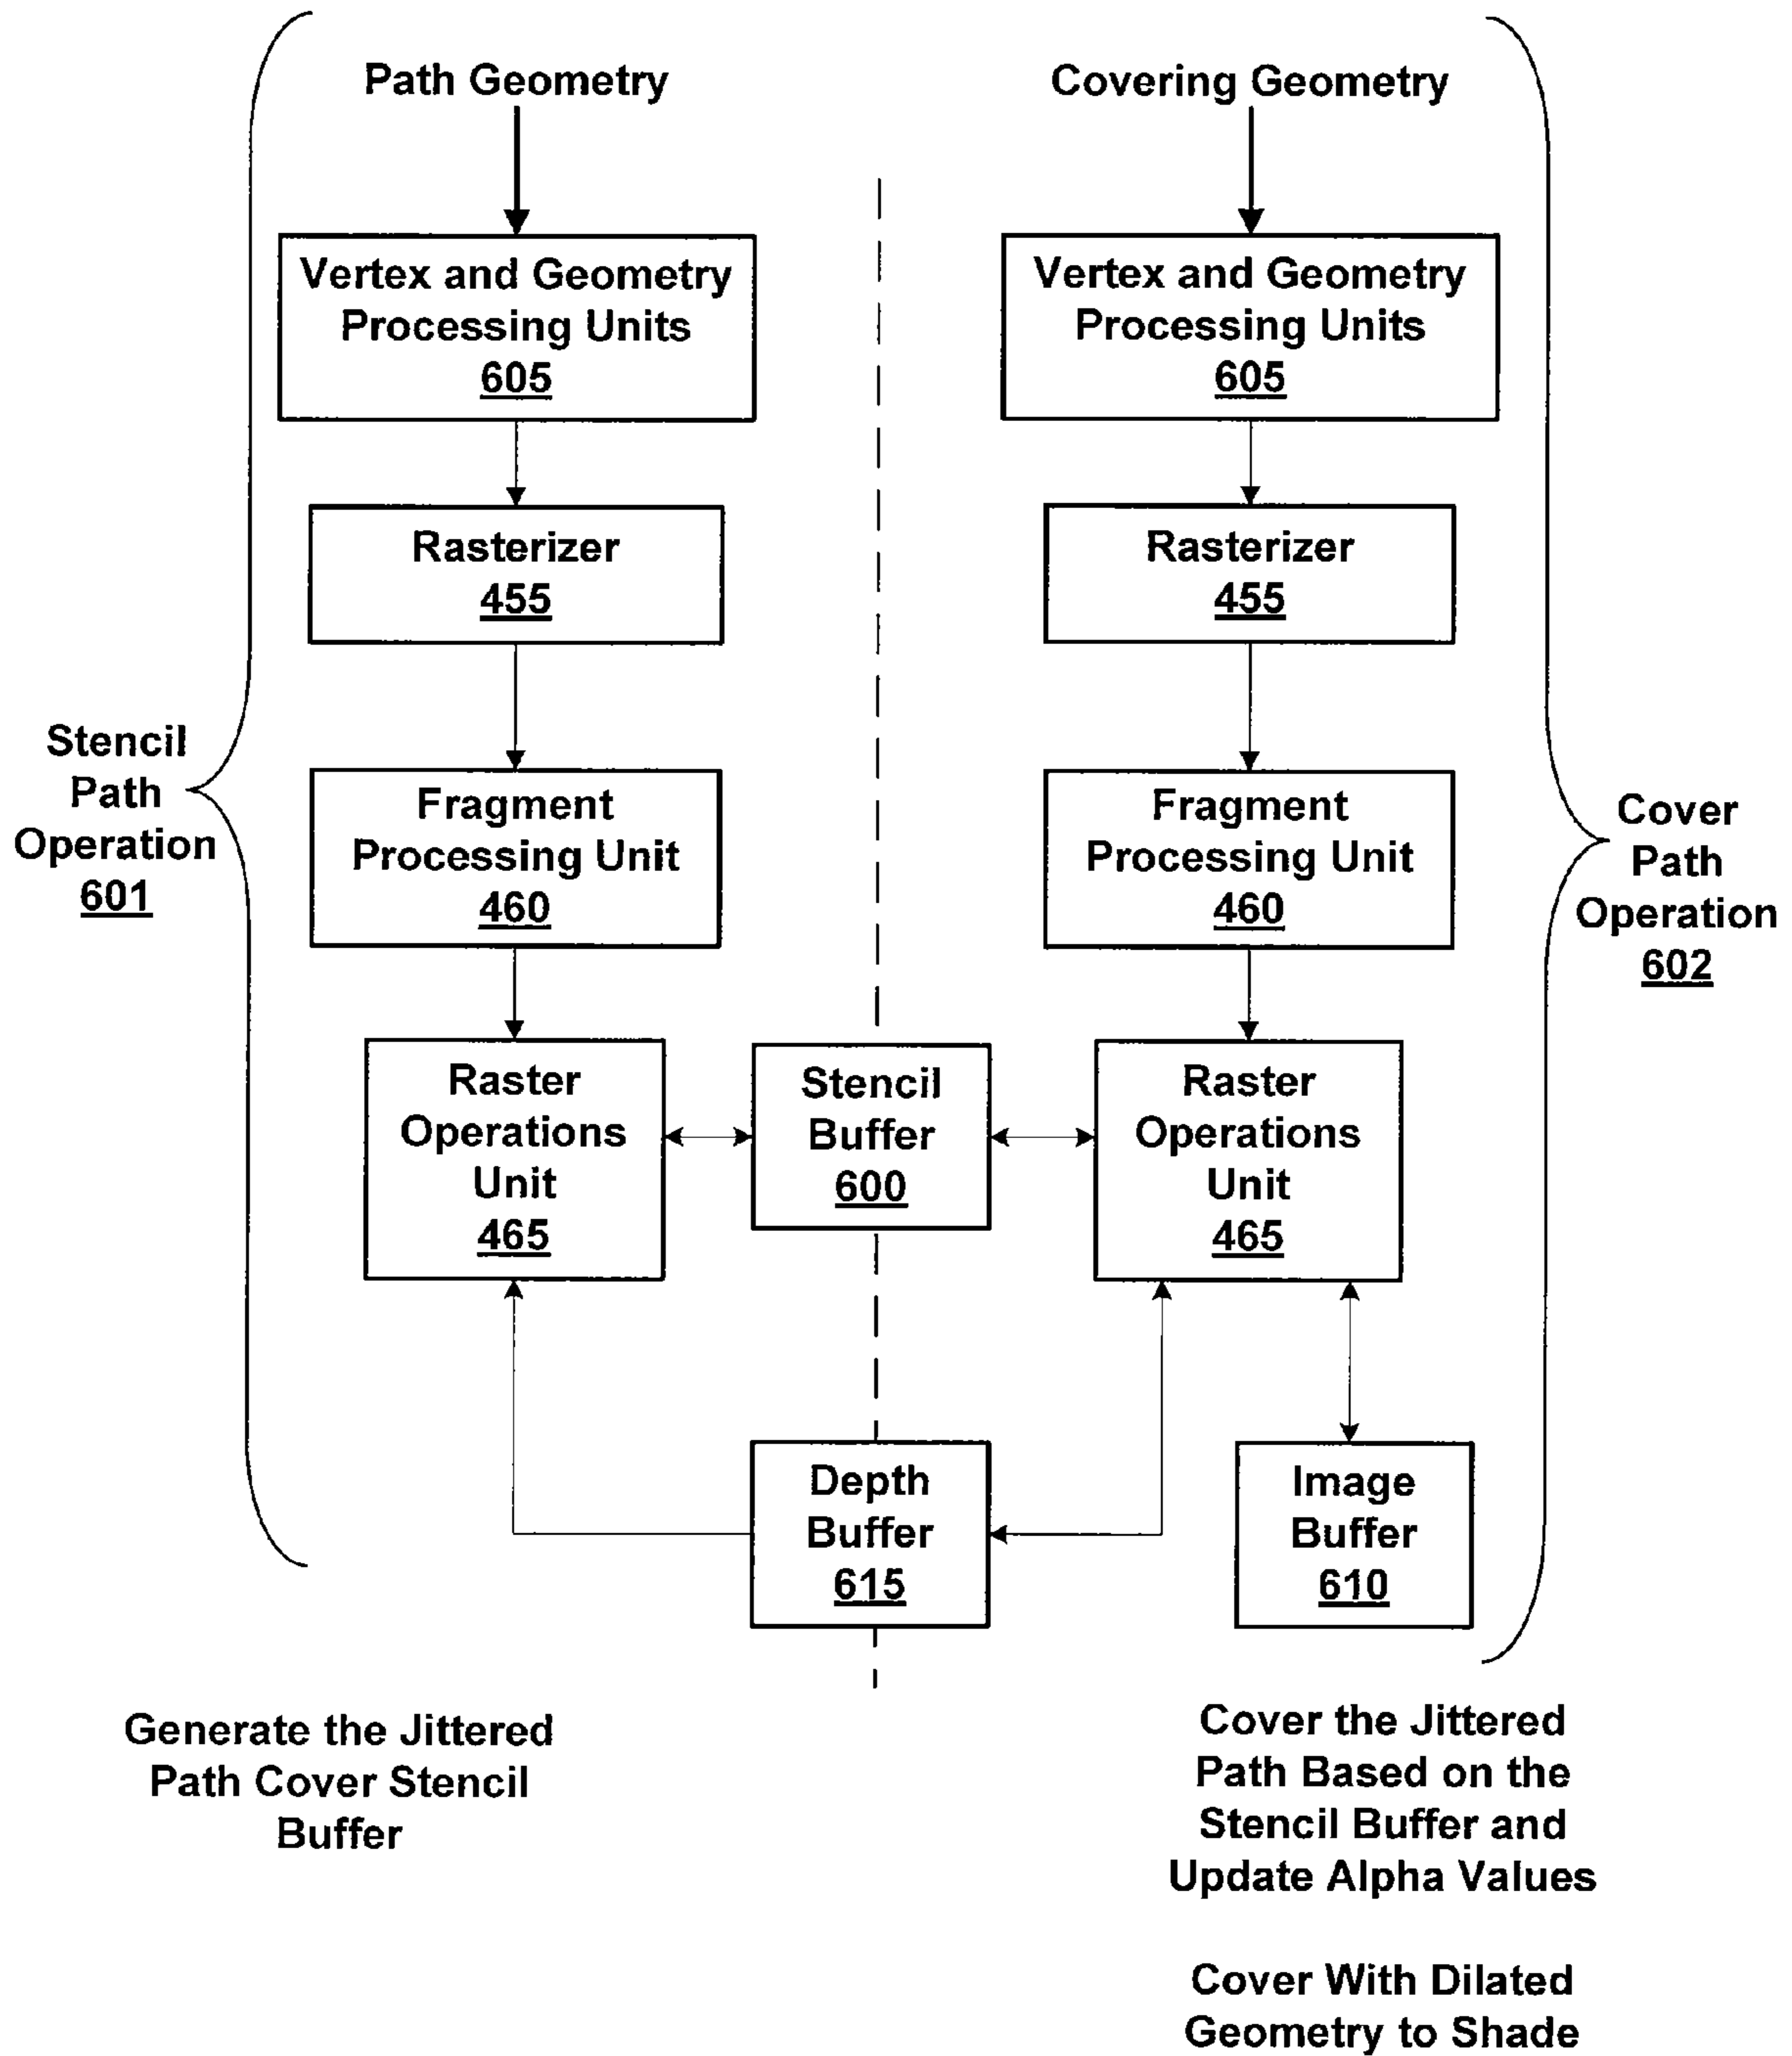 Path Geometry
Covering Geometry
Vertex and Geometry
Processing Units
605
Vertex and Geometry
Processing Units
605
Rasterizer
455
Rasterizer
455
Stencil
Path
Operation
601
Fragment
Processing Unit
460
Fragment
Processing Unit
460
Cover
Path
Operation
602
Raster
Operations
Unit
465
Stencil
Buffer
600
Raster
Operations
Unit
465
Depth
Buffer
615
Image
Buffer
610
Generate the Jittered
Path Cover Stencil
Buffer
Cover the Jittered
Path Based on the
Stencil Buffer and
Update Alpha Values
Cover With Dilated
Geometry to Shade